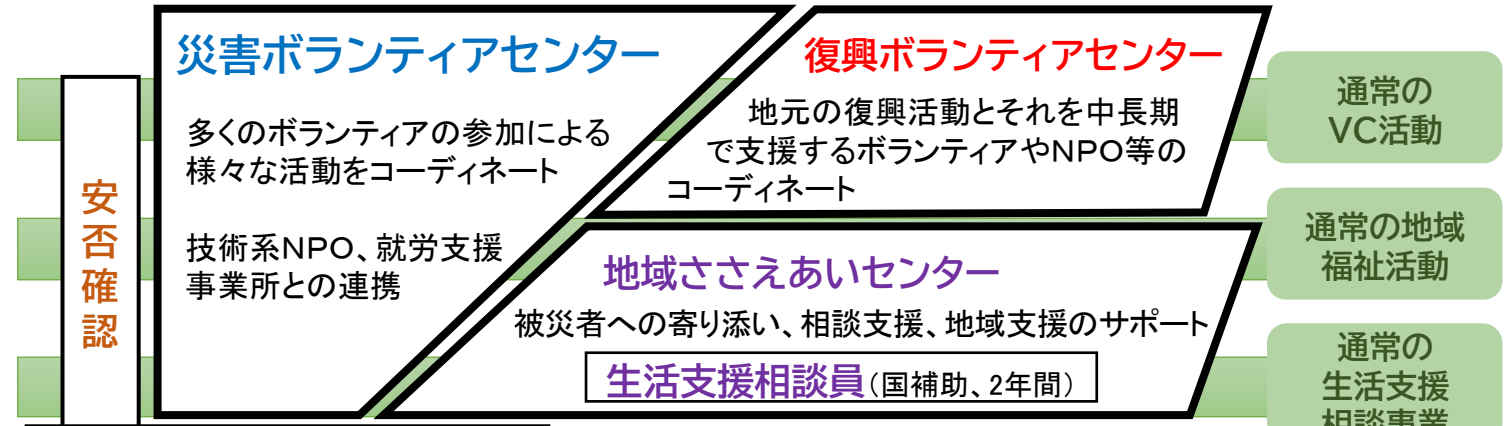 安否確認
災害ボランティアセンター
多くのボランティアの参加による
様々な活動をコーディネート
技術系NPO、就労支援
事業所との連携
復興ボランティアセンター
地元の復興活動とそれを中長期
で支援するボランティアやNPO等の
コーディネート
地域ささえあいセンター
被災者への寄り添い、相談支援、地域支援のサポート
生活支援相談員(国補助、2年間)
通常の
VC活動
通常の地域
福祉活動
通常の
生活支援
相談事業